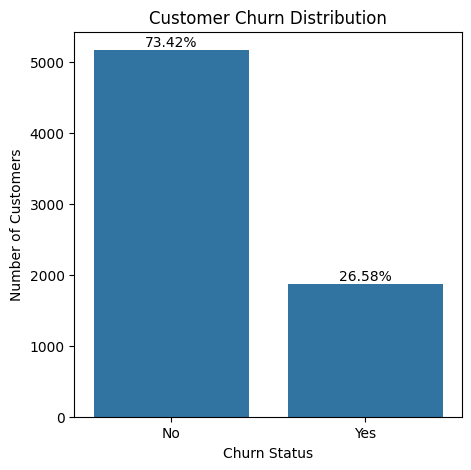 Customer Churn Distribution
73.42%
26.58%
5000
4000
3000
2000
1000
0
Number of Customers
No
Yes
Churn Status